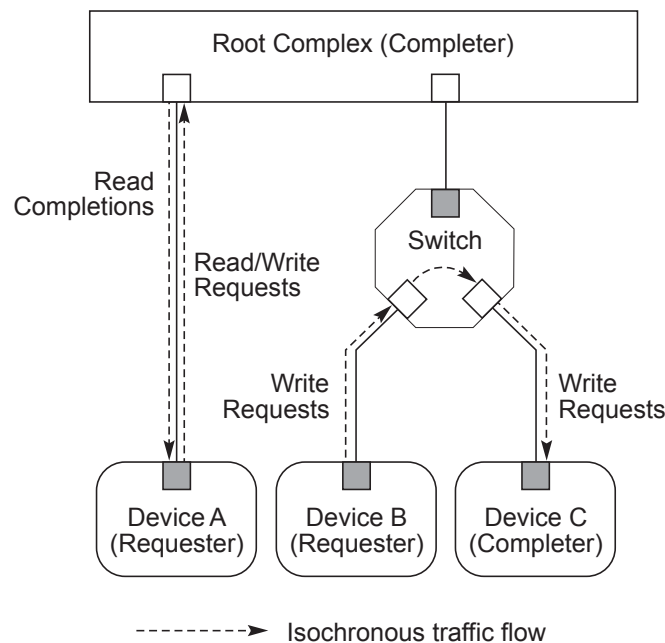 Root Complex (Completer)
Read
Completions
Read/Write
Requests
Switch
Write
Requests
Write
Requests
Device A
(Requester)
Device B
(Requester)
Device C
(Completer)
Isochronous traffic flow